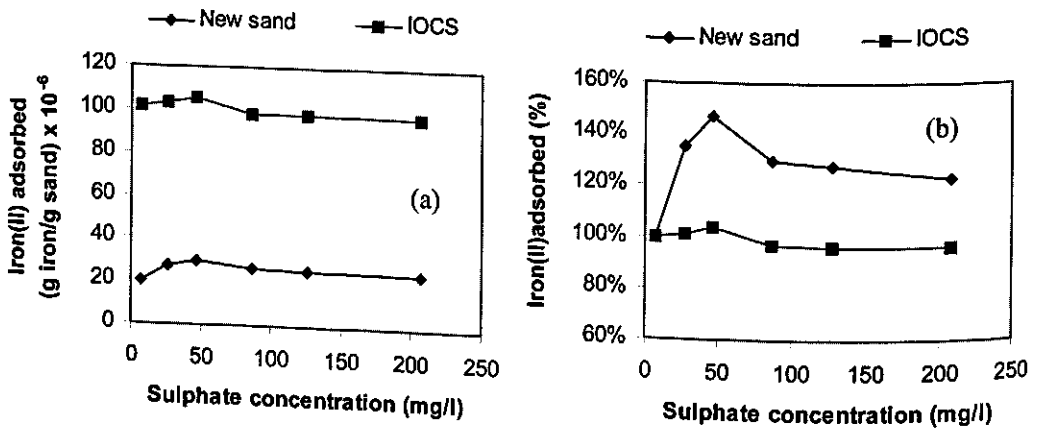 New sand IOCS
Iron(II) adsorbed
(g iron/g sand) x 10-6
120
100
80
60
40
20
0
(a)
0 50 100 150 200 250
Sulphate concentration (mg/l)
New sand IOCS
Iron(II)adsorbed (%)
160%
140%
120%
100%
80%
60%
(b)
0 50 100 150 200 250
Sulphate concentration (mg/l)